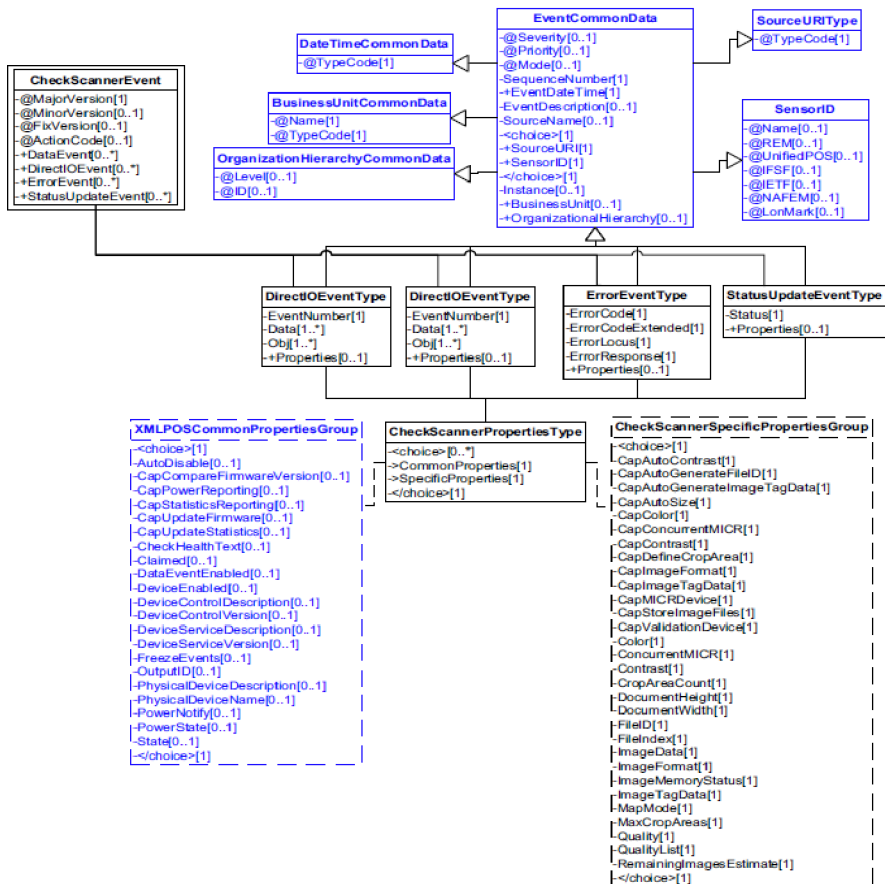 EventCommonData
-@Severity[0..1]
-@Priority[0..1]
-@Mode[0..1]
-SequenceNumber[1]
-+EventDateTime[1]
-EventDescription[0..1]
-SourceName[0..1]
-<choice>[1]
-+SourceURI[1]
-+SensorID[1]
-</choice>[1]
-Instance[0..1]
-+BusinessUnit[0..1]
-+OrganizationalHierarchy[0..1]
SourceURIType
-@TypeCode[1]
DateTimeCommonData
-@TypeCode[1]
CheckScannerEvent
-@MajorVersion[1]
-@MinorVersion[0..1]
-@FixVersion[0..1]
-@ActionCode[0..1]
-+DataEvent[0..*]
-+DirectIOEvent[0..*]
-+ErrorEvent[0..*]
-+StatusUpdateEvent[0..*]
BusinessUnitCommonData
-@Name[1]
-@TypeCode[1]
OrganizationHierarchyCommonData
-@Level[0..1]
-@ID[0..1]
SensorID
-@Name[0..1]
-@REM[0..1]
-@UnifiedPOS[0..1]
-@IFSF[0..1]
-@IETF[0..1]
-@NAFEM[0..1]
-@LonMark[0..1]
DirectIOEventType
-EventNumber[1]
-Data[1..*]
-Obj[1..*]
-+Properties[0..1]
DirectIOEventType
-EventNumber[1]
-Data[1..*]
-Obj[1..*]
-+Properties[0..1]
ErrorEventType
-ErrorCode[1]
-ErrorCodeExtended[1]
-ErrorLocus[1]
-ErrorResponse[1]
-+Properties[0..1]
StatusUpdateEventType
-Status[1]
-+Properties[0..1]
XMLPOSCommonPropertiesGroup
-<choice>[1]
-AutoDisable[0..1]
-CapCompareFirmwareVersion[0..1]
-CapPowerReporting[0..1]
-CapStatisticsReporting[0..1]
-CapUpdateFirmware[0..1]
-CapUpdateStatistics[0..1]
-CheckHealthText[0..1]
-Claimed[0..1]
-DataEventEnabled[0..1]
-DeviceEnabled[0..1]
-DeviceControlDescription[0..1]
-DeviceControlVersion[0..1]
-DeviceServiceDescription[0..1]
-DeviceServiceVersion[0..1]
-FreezeEvents[0..1]
-OutputID[0..1]
-PhysicalDeviceDescription[0..1]
-PhysicalDeviceName[0..1]
-PowerNotify[0..1]
-PowerState[0..1]
-State[0..1]
-</choice>[1]
CheckScannerPropertiesType
-<choice>[0..*]
->CommonProperties[1]
->SpecificProperties[1]
-</choice>[1]
CheckScannerSpecificPropertiesGroup
-<choice>[1]
-CapAutoContrast[1]
-CapAutoGenerateFileID[1]
-CapAutoGenerateImageTagData[1]
-CapAutoSize[1]
-CapColor[1]
-CapConcurrentMICR[1]
-CapContrast[1]
-CapDefineCropArea[1]
-CapImageFormat[1]
-CapImageTagData[1]
-CapMICRDevice[1]
-CapStoreImageFiles[1]
-CapValidationDevice[1]
-Color[1]
-ConcurrentMICR[1]
-Contrast[1]
-CropAreaCount[1]
-DocumentHeight[1]
-DocumentWidth[1]
-FileID[1]
-FileIndex[1]
-ImageData[1]
-ImageFormat[1]
-ImageMemoryStatus[1]
-ImageTagData[1]
-MapMode[1]
-MaxCropAreas[1]
-Quality[1]
-QualityList[1]
-RemainingImagesEstimate[1]
-</choice>[1]